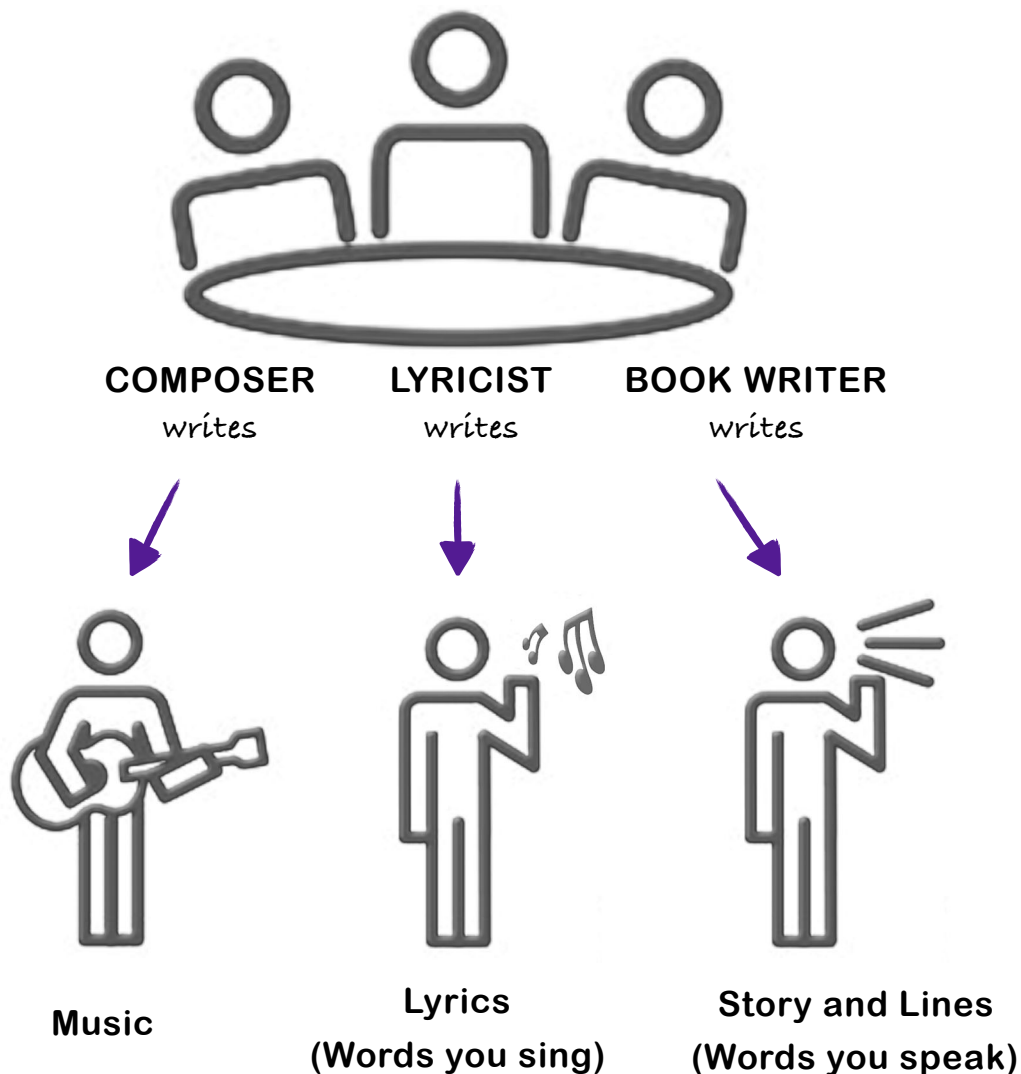 COMPOSER LYRICIST BOOK WRITER
writes writes writes
Music
Lyrics
(Words you sing)
Story and Lines
(Words you speak)